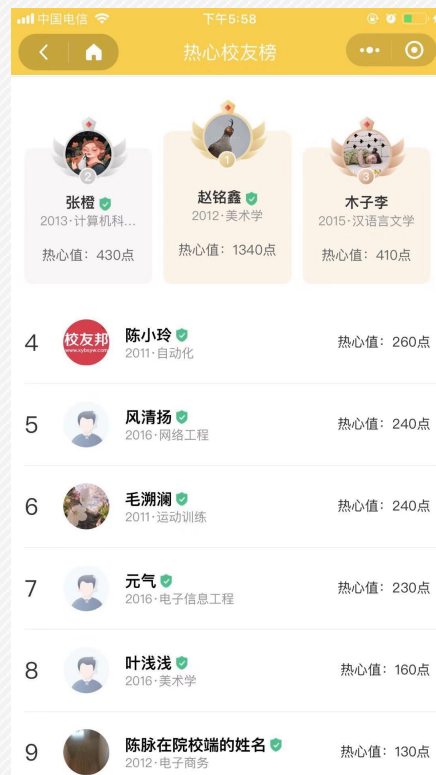 中国电信
下午5:58
热心校友榜
2
张橙
2013·计算机科...
热心值：430点
1
赵铭鑫
2012·美术学
热心值：1340点
3
木子李
2015·汉语言文学
热心值：410点
4
校友邦
www.xybsyw.com
陈小玲
2011·自动化
热心值：260点
5
风清扬
2016·网络工程
热心值：240点
6
毛溯澜
2011·运动训练
热心值：240点
7
元气
2016·电子信息工程
热心值：230点
8
叶浅浅
2016·美术学
热心值：160点
9
陈脉在院校端的姓名
2012·电子商务
热心值：130点